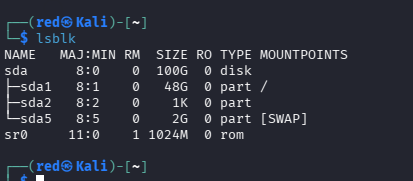 ┌──(red㉿Kali)-[~]
└─$ lsblk
NAME   MAJ:MIN RM  SIZE RO TYPE MOUNTPOINTS
sda      8:0    0  100G  0 disk
├─sda1   8:1    0   48G  0 part /
├─sda2   8:2    0    1K  0 part
└─sda5   8:5    0    2G  0 part [SWAP]
sr0     11:0    1 1024M  0 rom
┌──(red㉿Kali)-[~]
└─$